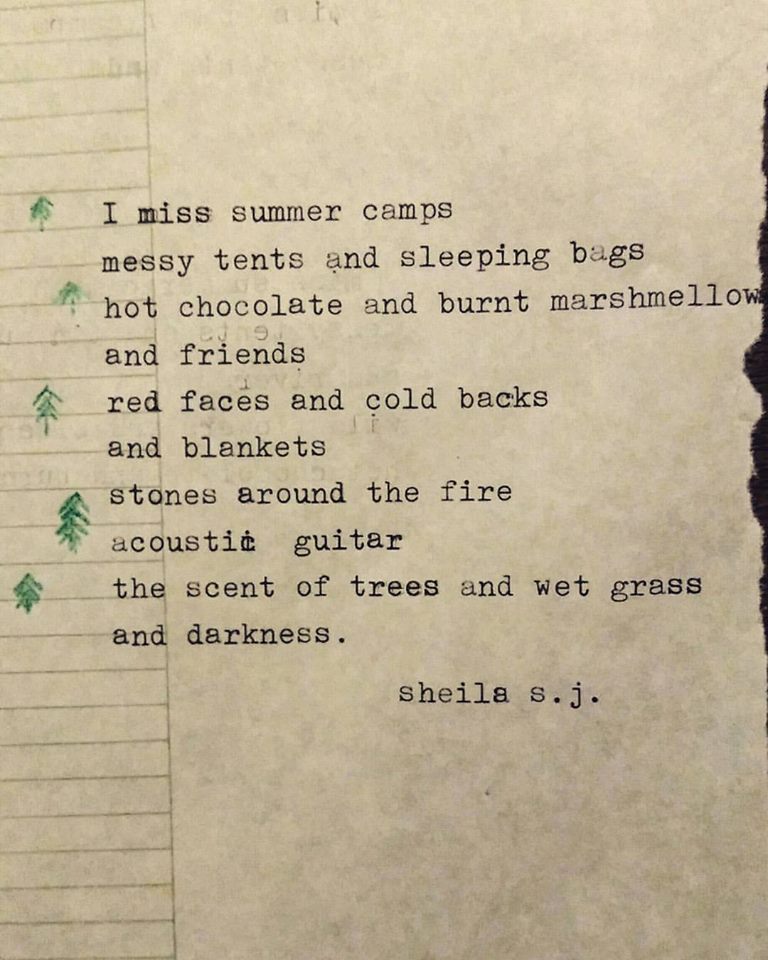 I miss summer camps
messy tents and sleeping bags
hot chocolate and burnt marshmellow
and friends
red faces and cold backs
and blankets
stones around the fire
acoustic guitar
the scent of trees and wet grass
and darkness.
sheila s.j.